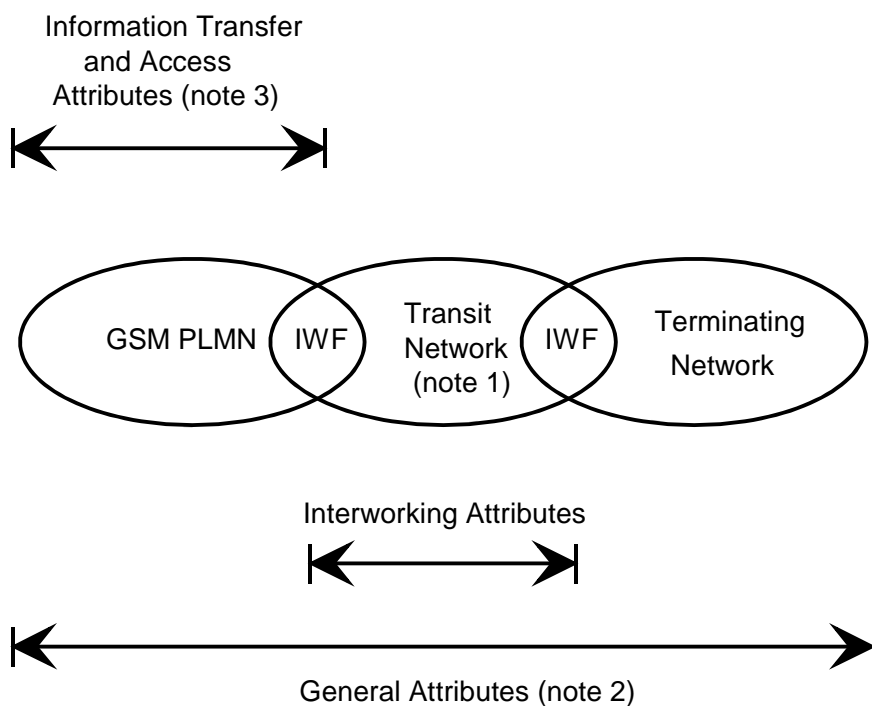 Information Transfer
and Access
Attributes (note 3)
GSM PLMN
IWF
Transit
Network
(note 1)
IWF
Terminating
Network
Interworking Attributes
General Attributes (note 2)